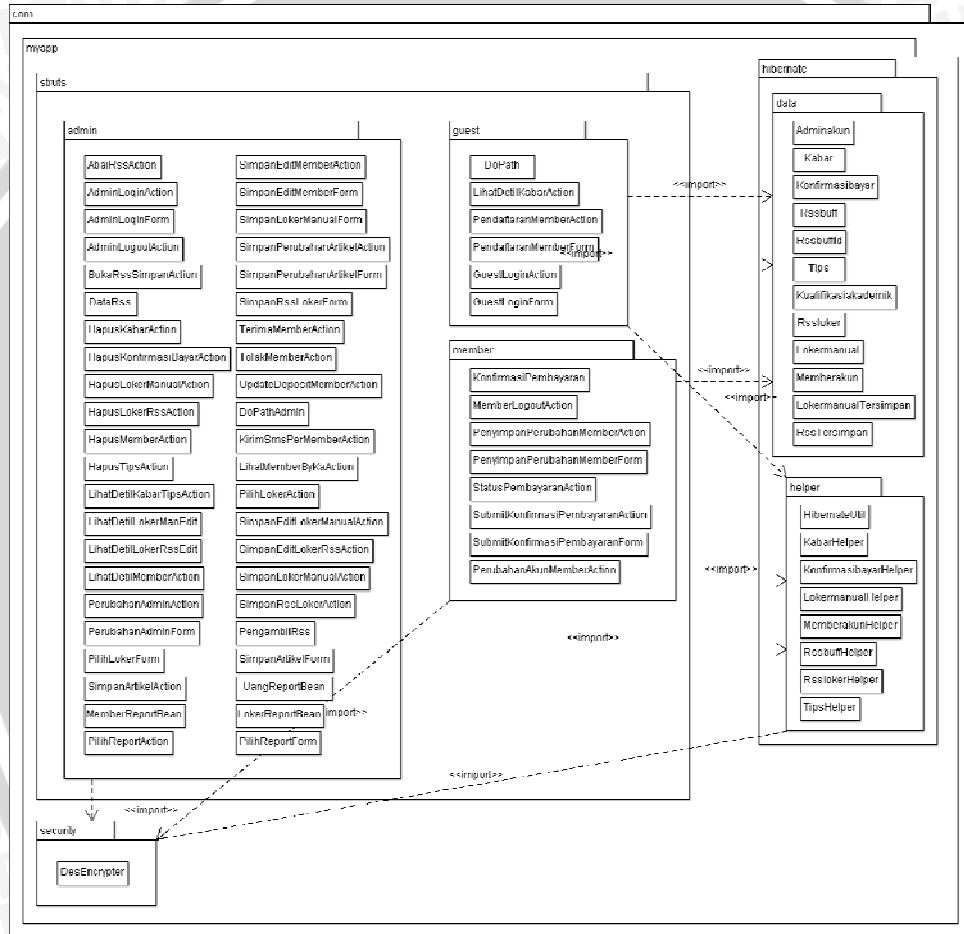 com
myapp
struts
admin
AbaiRssAction
AdminLoginAction
AdminLoginForm
AdminLogoutAction
BukaRssSimpanAction
DataRss
HapusKabarAction
HapusKonfirmasiBayarAction
HapusLokerManualAction
HapusLokerRssAction
HapusMemberAction
HapusTipsAction
LihatDetilKabarTipsAction
LihatDetilLokerManEdit
LihatDetilLokerRssEdit
LihatDetilMemberAction
PerubahanAdminAction
PerubahanAdminForm
PilihLokerForm
SimpanArtikelAction
MemberReportBean
PilihReportAction
SimpanEditMemberAction
SimpanEditMemberForm
SimpanLokerManualForm
SimpanPerubahanArtikelAction
SimpanPerubahanArtikelForm
SimpanRssLokerForm
TerimaMemberAction
TolakMemberAction
UpdateDepositMemberAction
DoPathAdmin
KirimSmsPerMemberAction
LihatMemberByKaAction
PilihLokerAction
SimpanEditLokerManualAction
SimpanEditLokerRssAction
SimpanLokerManualAction
SimpanRssLokerAction
PengambilRss
SimpanArtikelForm
UangReportBean
LokerReportBean
PilihReportForm
guest
DoPath
LihatDetilKabarAction
PendaftaranMemberAction
PendaftaranMemberForm
GuestLoginAction
GuestLoginForm
member
KonfirmasiPembayaran
MemberLogoutAction
PenyimpanPerubahanMemberAction
PenyimpanPerubahanMemberForm
StatusPembayaranAction
SubmitKonfirmasiPembayaranAction
SubmitKonfirmasiPembayaranForm
PerubahanAkunMemberAction
hibernate
data
Adminakun
Kabar
Konfirmasibayar
Rssbuff
Rssbuffid
Tips
Kualifikasiakademik
Rssloker
Lokermanual
Memberakun
LokermanualTersimpan
RssTersimpan
helper
HibernateUtil
KabarHelper
KonfirmasibayarHelper
LokermanualHelper
MemberakunHelper
RssbuffHelper
RsslokerHelper
TipsHelper
<<import>>
<<import>>
<<import>>
<<import>>
<<import>>
<<import>>
import>>
<<import>>
<<import>>
security
DesEncrypter